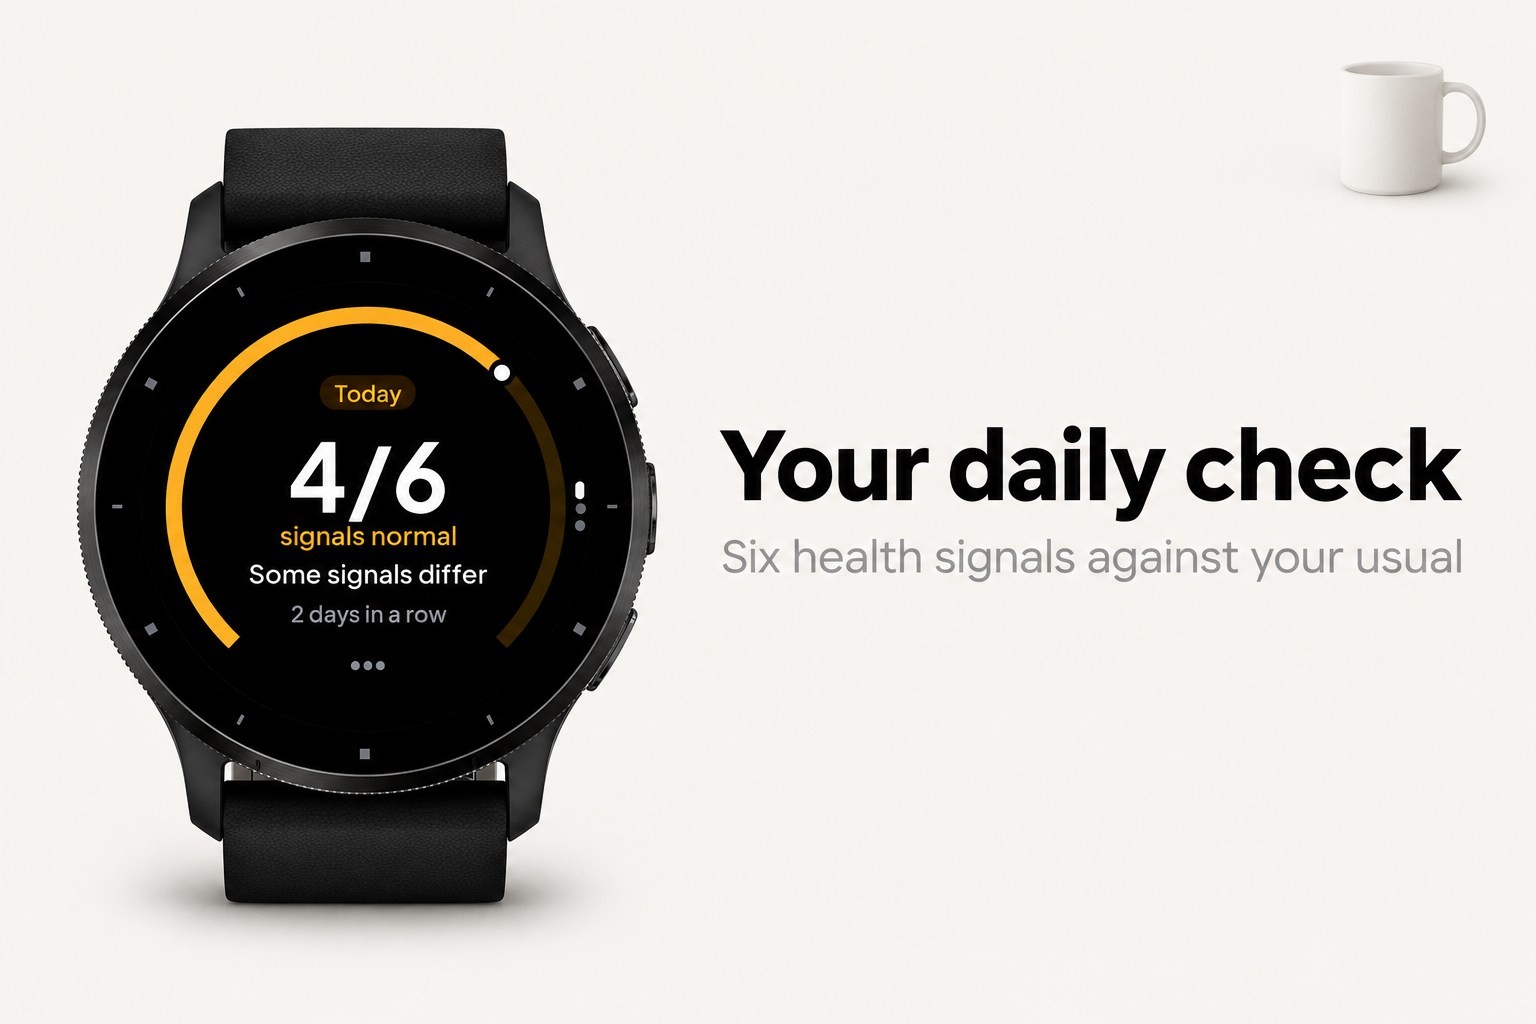 Today
4/6
signals normal
Some signals differ
2 days in a row
Your daily check
Six health signals against your usual